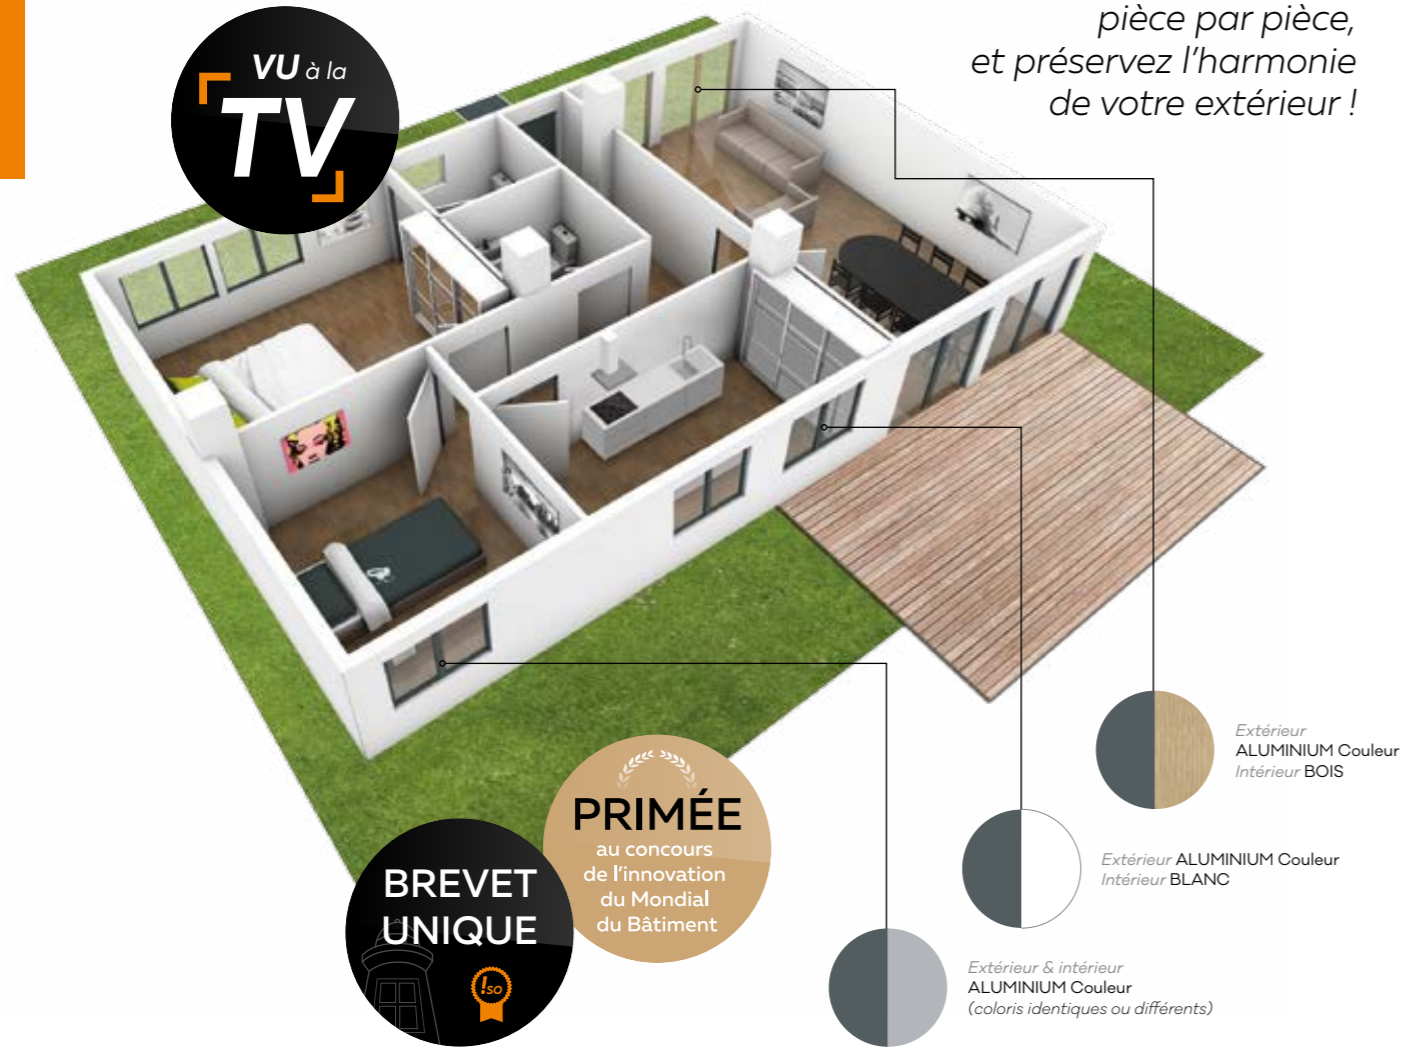 VU à la
TV
pièce par pièce,
et préservez l'harmonie
de votre extérieur !
Extérieur
ALUMINIUM Couleur
Intérieur BOIS
Extérieur ALUMINIUM Couleur
Intérieur BLANC
Extérieur & intérieur
ALUMINIUM Couleur
(coloris identiques ou différents)
PRIMÉE
au concours
de l'innovation
du Mondial
du Bâtiment
BREVET
UNIQUE
!so